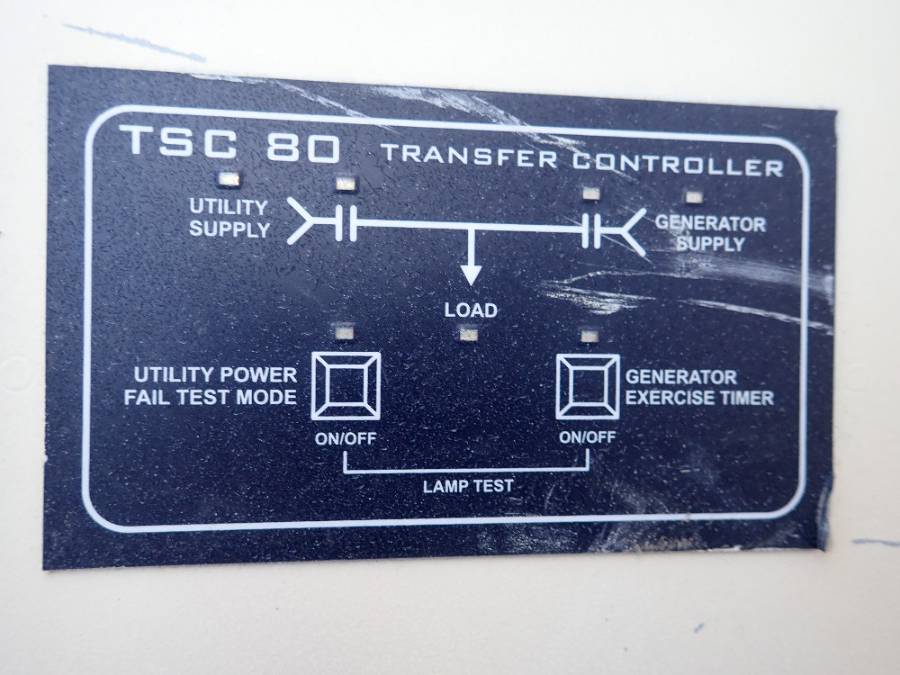 TSC 80 TRANSFER CONTROLLER
UTILITY
SUPPLY
GENERATOR
SUPPLY
LOAD
UTILITY POWER
FAIL TEST MODE
GENERATOR
EXERCISE TIMER
ON/OFF
ON/OFF
LAMP TEST